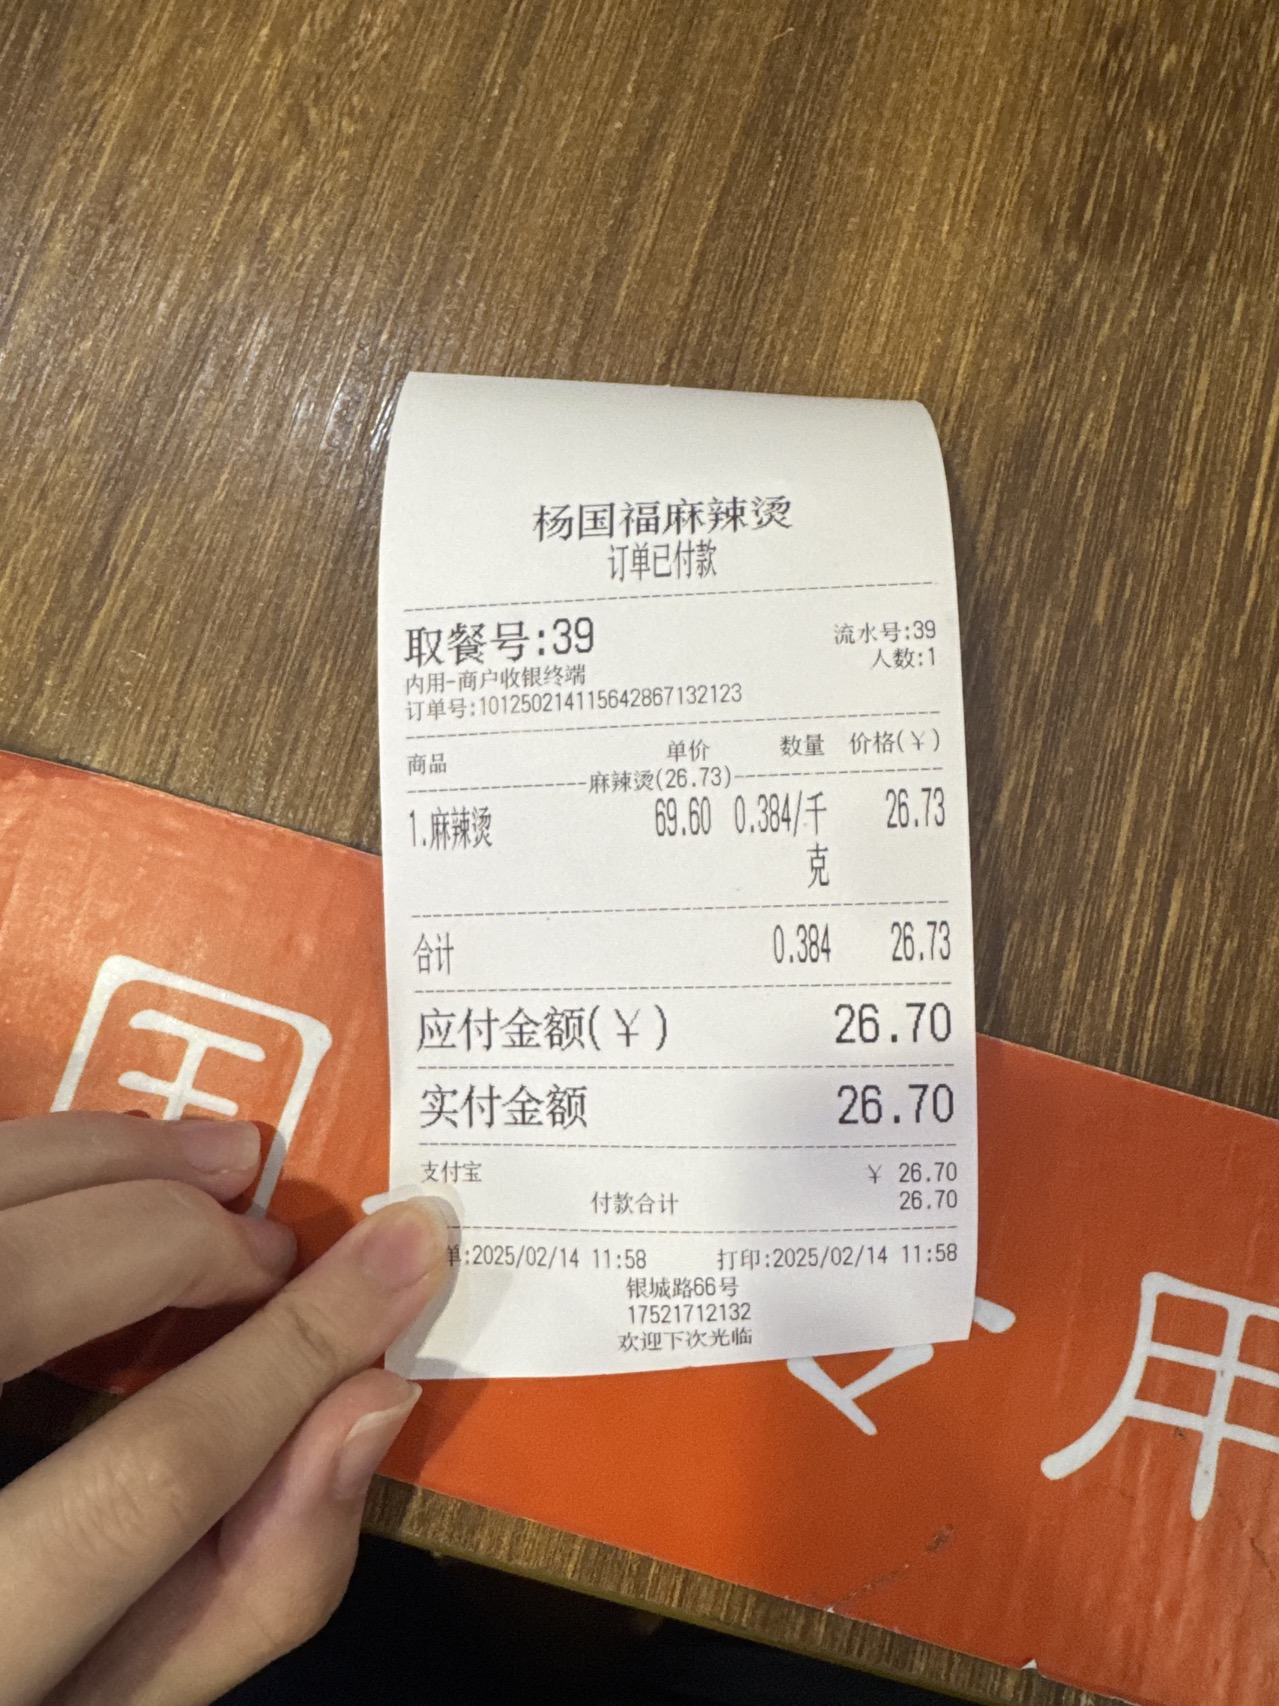 杨国福麻辣烫
订单已付款
取餐号:39
流水号:39
人数:1
内用-商户收银终端
订单号:101250214115642867132123
商品 单价 数量 价格(¥)
麻辣烫(26.73)
1.麻辣烫 69.60 0.384/千克 26.73
合计 0.384 26.73
应付金额(¥) 26.70
实付金额 26.70
支付宝 ¥ 26.70
付款合计 26.70
单:2025/02/14 11:58 打印:2025/02/14 11:58
银城路66号
17521712132
欢迎下次光临
国
用